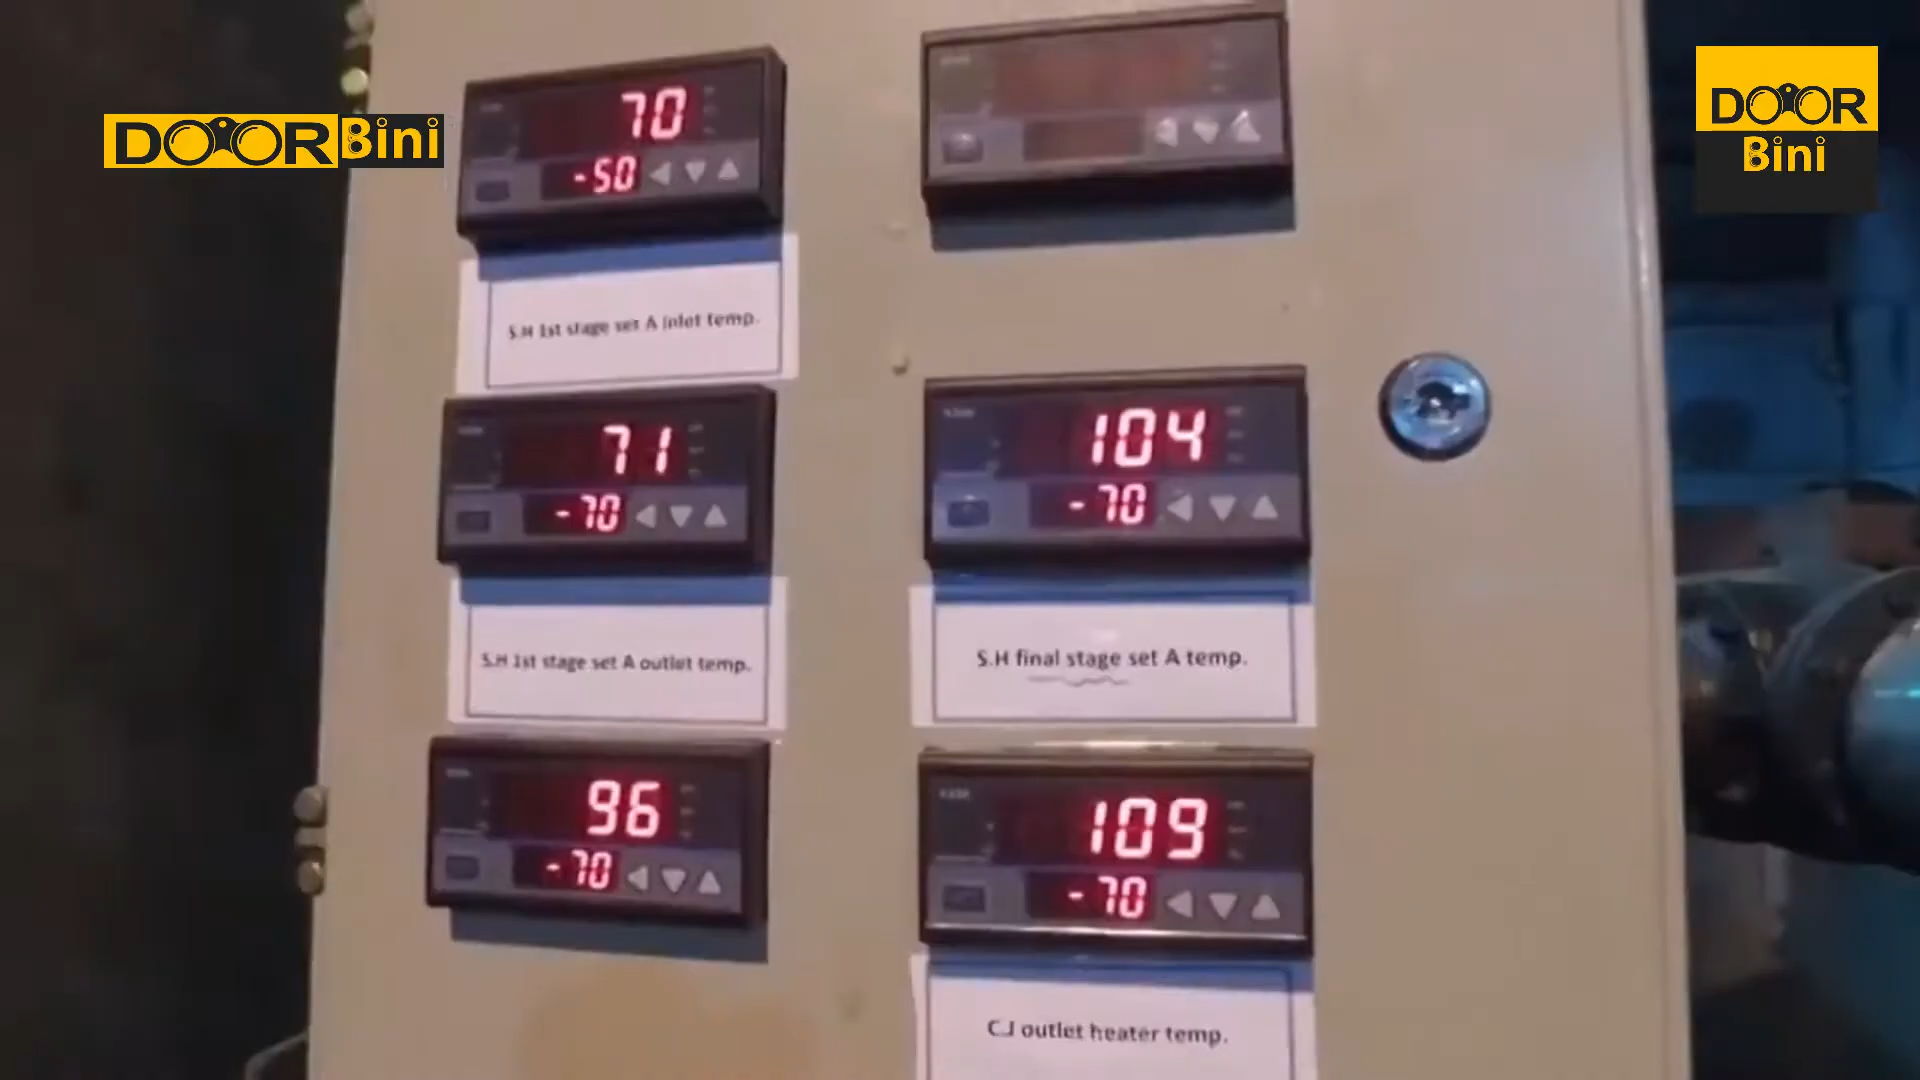 DOORBini
DOOR
Bini
70
-50
S.H 1st stage set A inlet temp.
71
-70
S.H 1st stage set A outlet temp.
104
-70
S.H final stage set A temp.
96
-70
109
-70
C.J outlet heater temp.